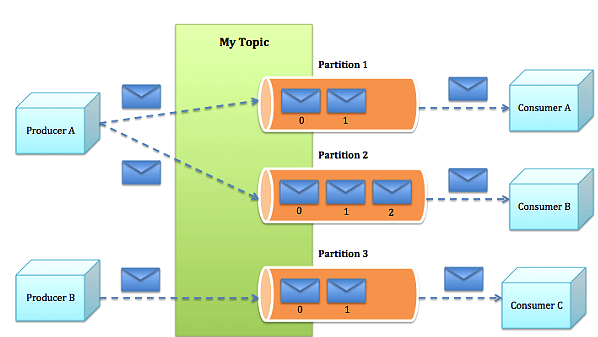 My Topic
Partition 1
0 1
Producer A
Consumer A
Partition 2
0 1 2
Consumer B
Partition 3
0 1
Producer B
Consumer C